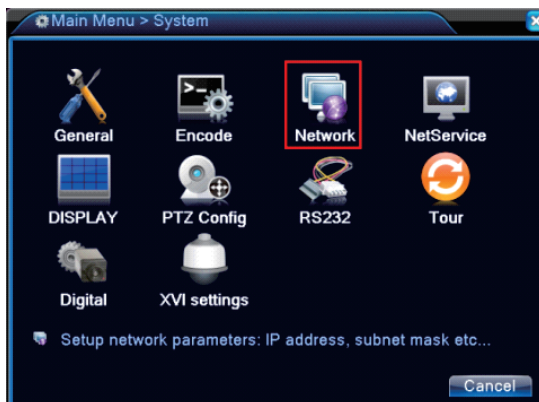 Main Menu > System
General Encode Network NetService
DISPLAY PTZ Config RS232 Tour
Digital XVI settings
Setup network parameters: IP address, subnet mask etc...
Cancel